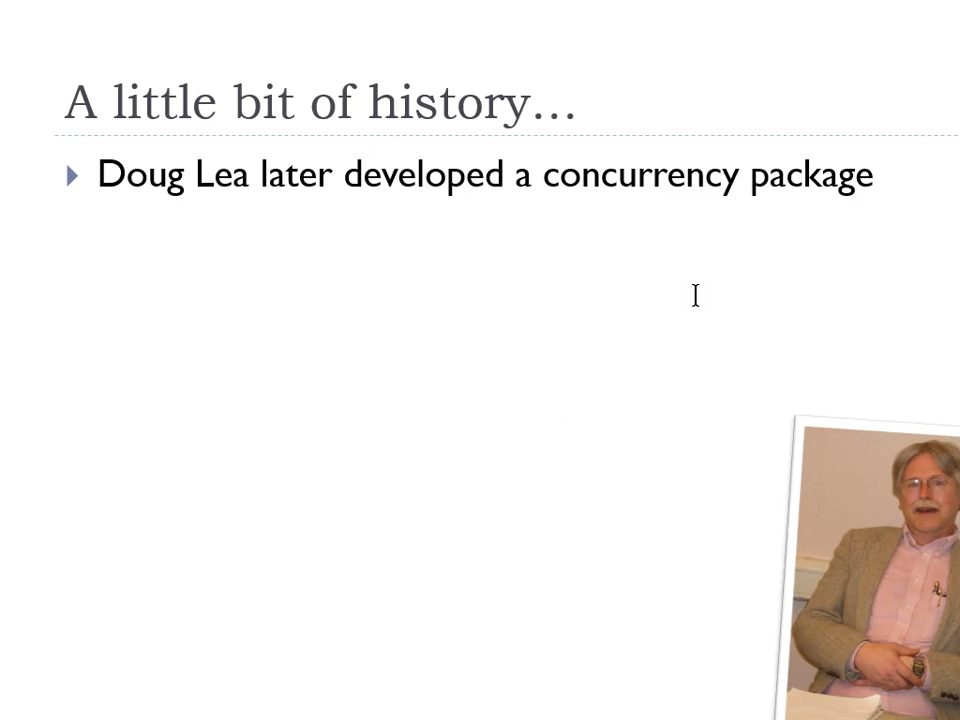 A little bit of history…
Doug Lea later developed a concurrency package